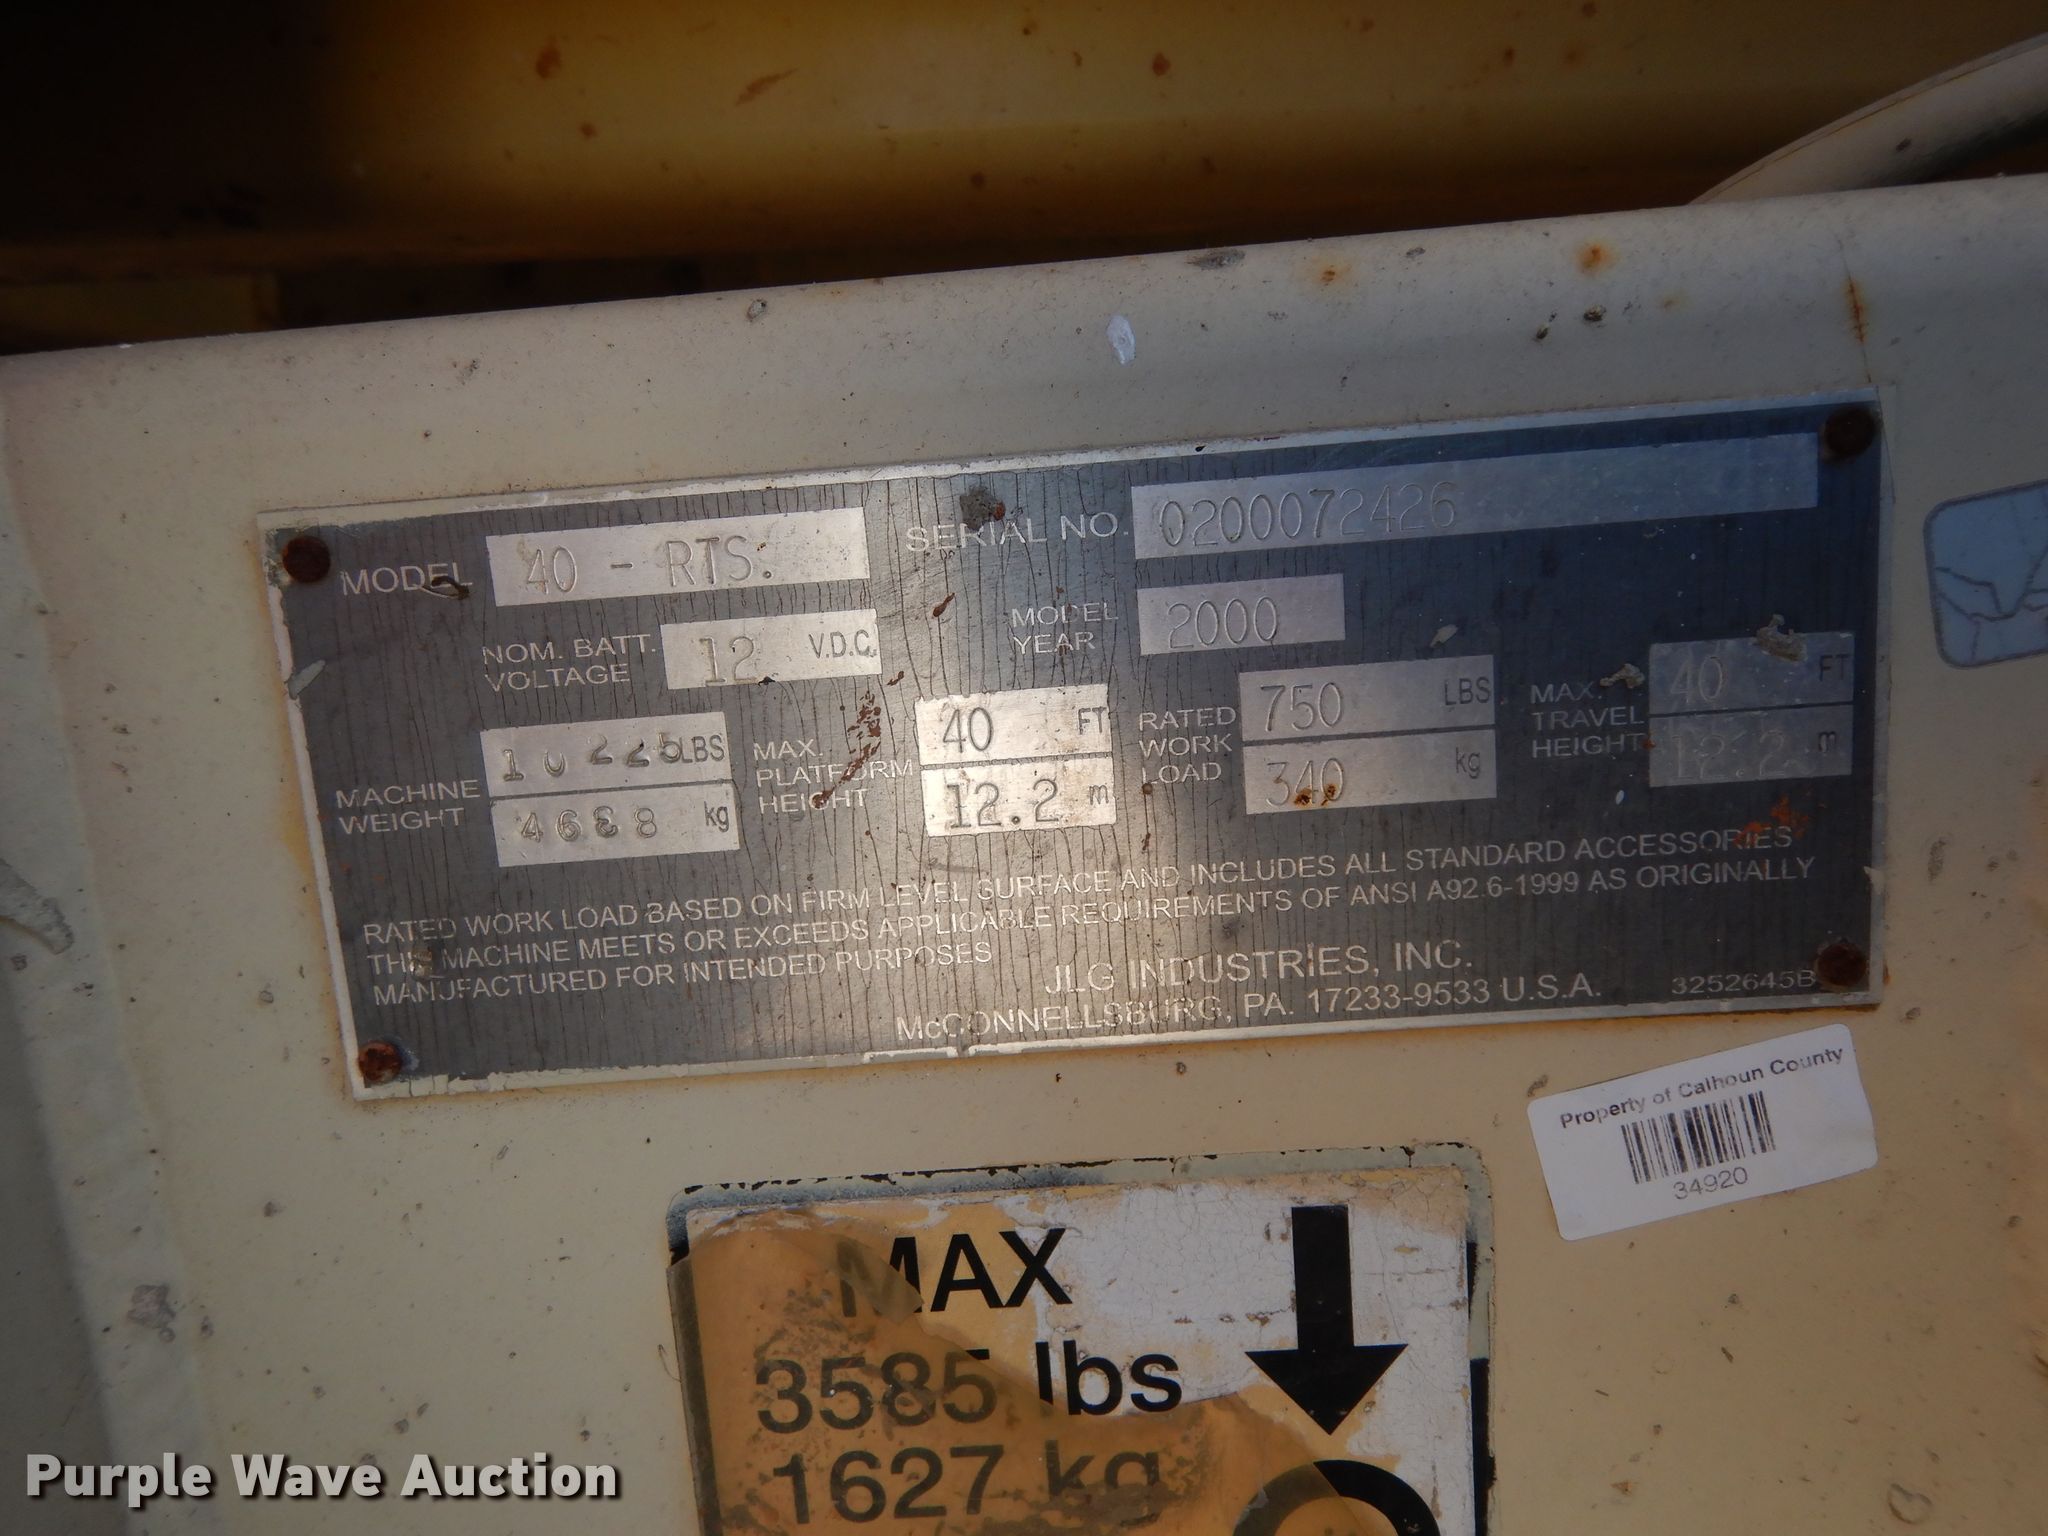 MODEL 40 - RTS.
SERIAL NO. 0200072426
NOM. BATT. VOLTAGE 12 V.D.C.
MODEL YEAR 2000
MACHINE WEIGHT 10225 LBS
4638 kg
MAX. PLATFORM HEIGHT 40 FT
12.2 m
RATED WORK LOAD 750 LBS
340 kg
MAX. TRAVEL HEIGHT 40 FT
12.2 m
RATED WORK LOAD BASED ON FIRM LEVEL SURFACE AND INCLUDES ALL STANDARD ACCESSORIES
THIS MACHINE MEETS OR EXCEEDS APPLICABLE REQUIREMENTS OF ANSI A92.6-1999 AS ORIGINALLY
MANUFACTURED FOR INTENDED PURPOSES
JLG INDUSTRIES, INC.
McCONNELLSBURG, PA. 17233-9533 U.S.A.
3252645B
Property of Calhoun County
34920
MAX
3585 lbs
1627 kg
Purple Wave Auction